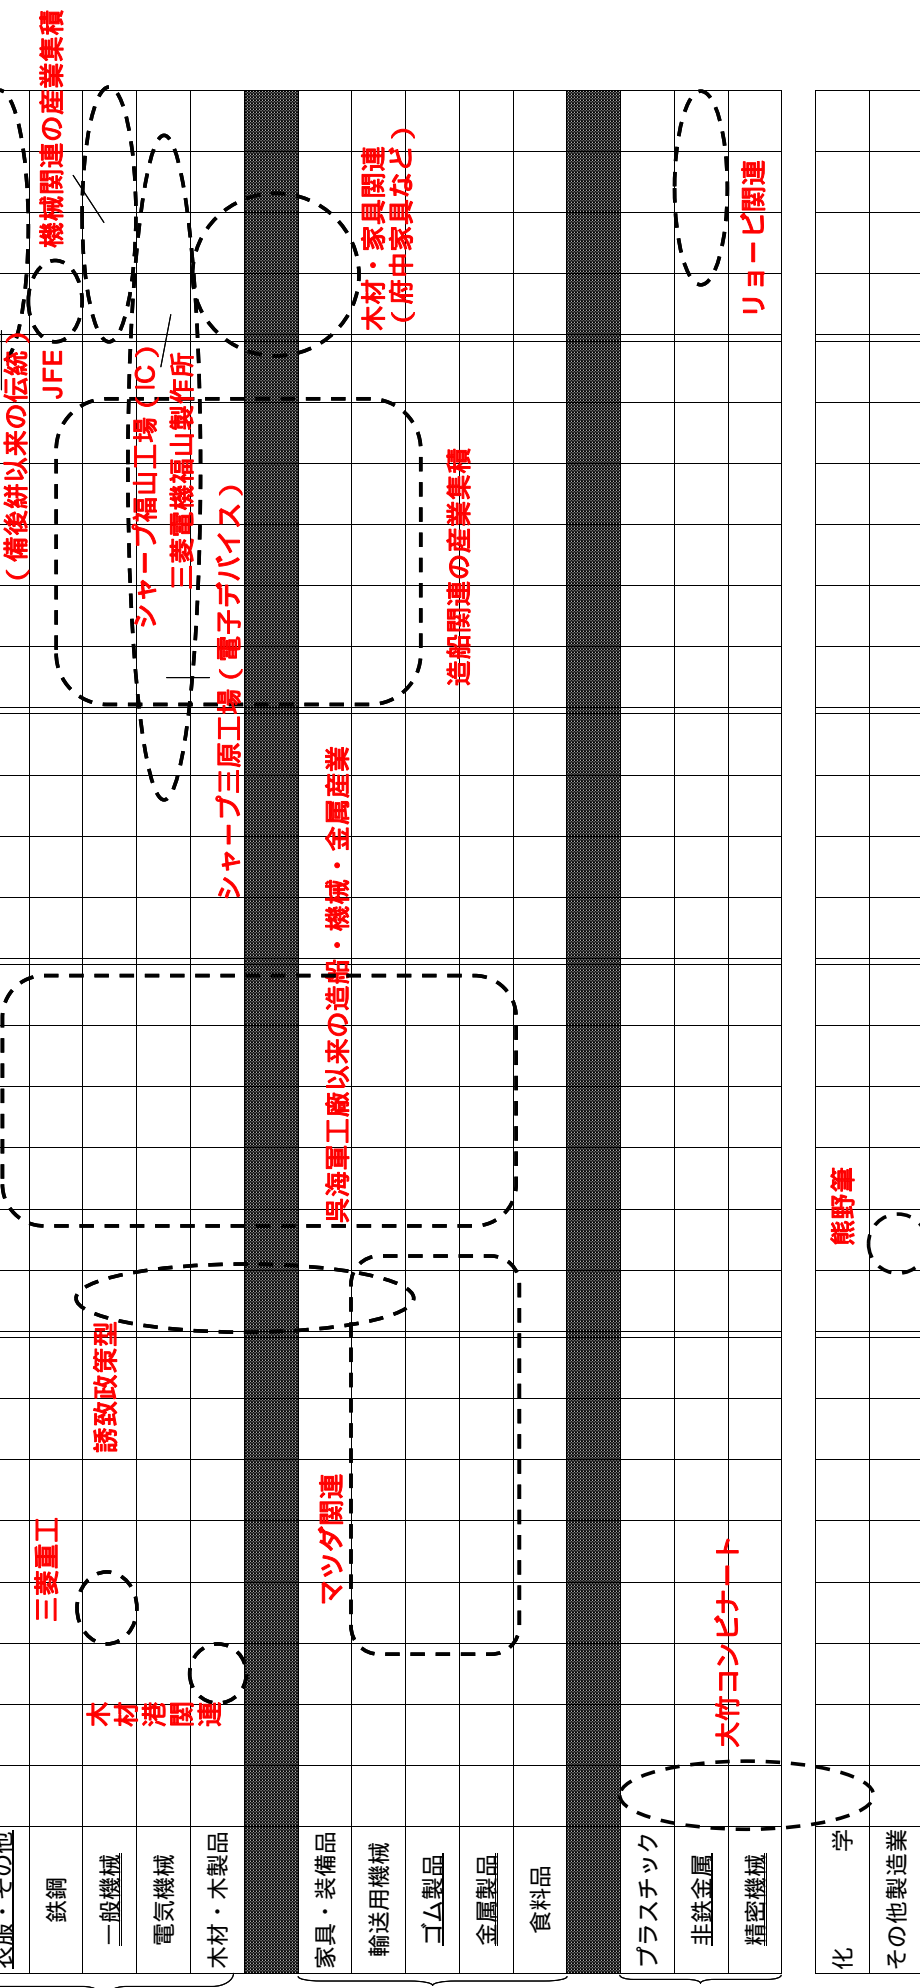 衣服・その他
鉄鋼
一般機械
電気機械
木材・木製品
家具・装備品
輸送用機械
ゴム製品
金属製品
食料品
プラスチック
非鉄金属
精密機械
化 学
その他製造業
(備後絣以来の伝統)
機械関連の産業集積
JFE
シャープ福山工場(IC)
三菱電機福山製作所
シャープ三原工場(電子デバイス)
木材・家具関連
(府中家具など)
造船関連の産業集積
リョービ関連
呉海軍工廠以来の造船・機械・金属産業
誘致政策型
三菱重工
木材港関連
マツダ関連
大竹コンビナート
熊野筆